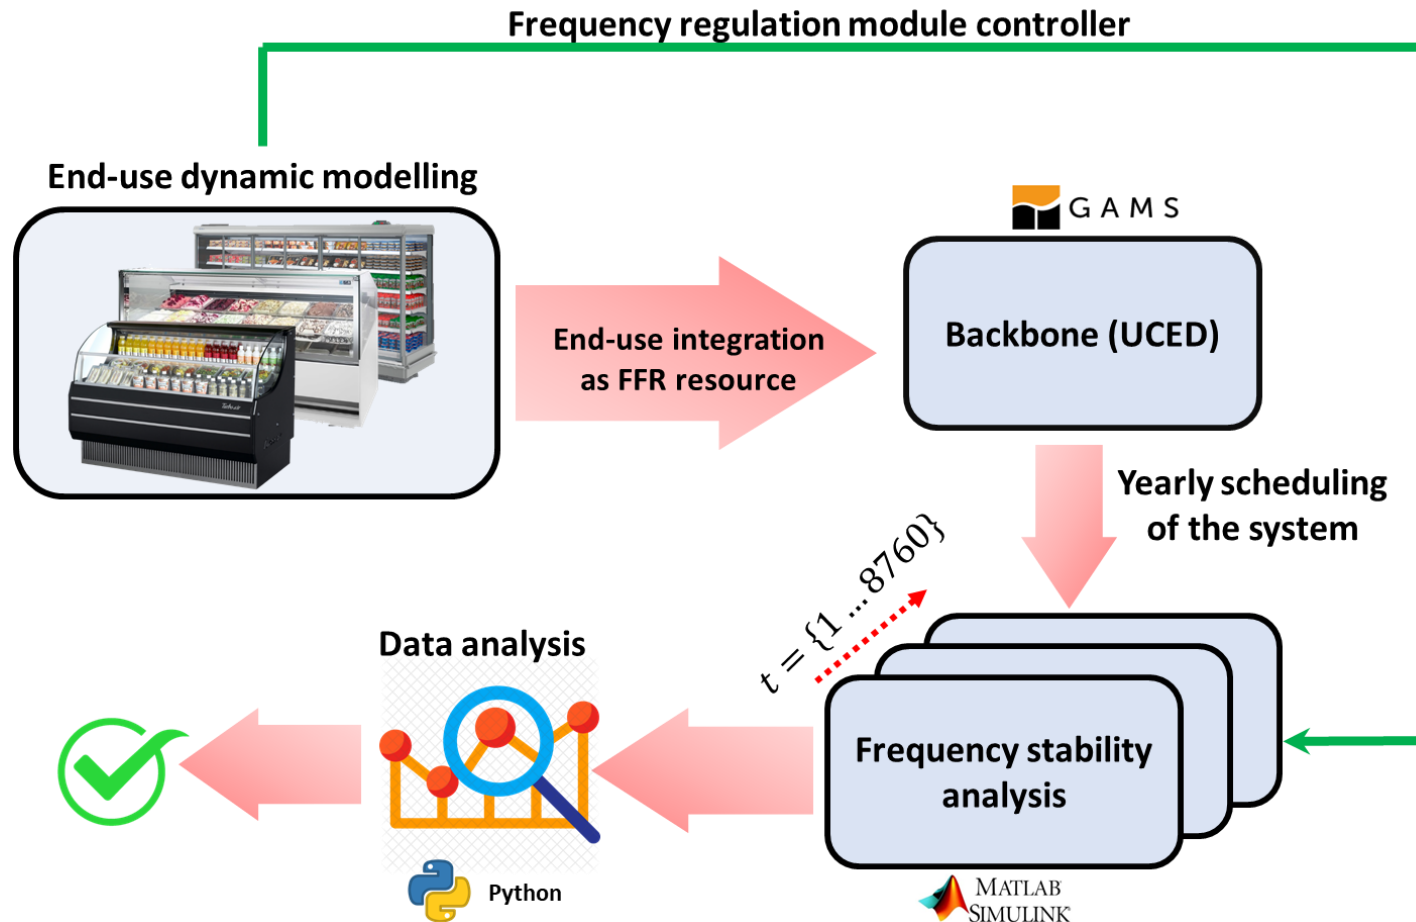 Frequency regulation module controller
End-use dynamic modelling
GAMS
End-use integration
as FFR resource
Backbone (UCED)
Yearly scheduling
of the system
t = {1 … 8760}
Data analysis
Frequency stability
analysis
Python
MATLAB
SIMULINK